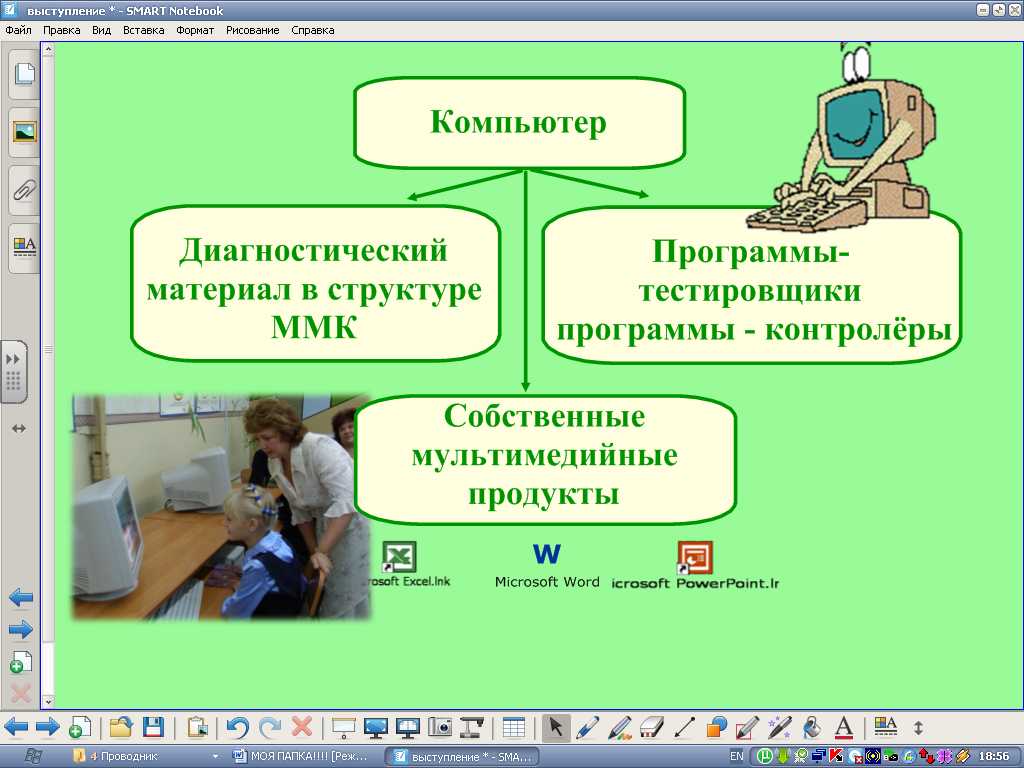 выступление * - SMART Notebook
Файл Правка Вид Вставка Формат Рисование Справка
Компьютер
Диагностический
материал в структуре
ММК
Программы-
тестировщики
программы - контролёры
Собственные
мультимедийные
продукты
rosoft Excel.lnk
Microsoft Word
icrosoft PowerPoint.lr
4 Проводник
МОЯ ПАПКА!!!! [Реж...
выступление * - SMA...
EN
18:56